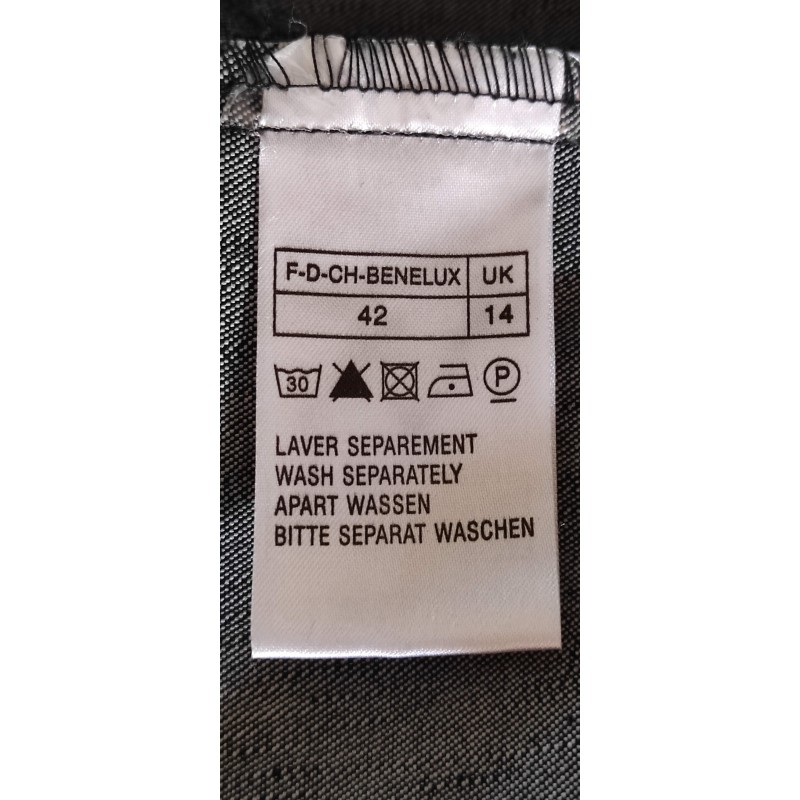 F-D-CH-BENELUX UK
42 14
30 P
LAVER SEPAREMENT
WASH SEPARATELY
APART WASSEN
BITTE SEPARAT WASCHEN